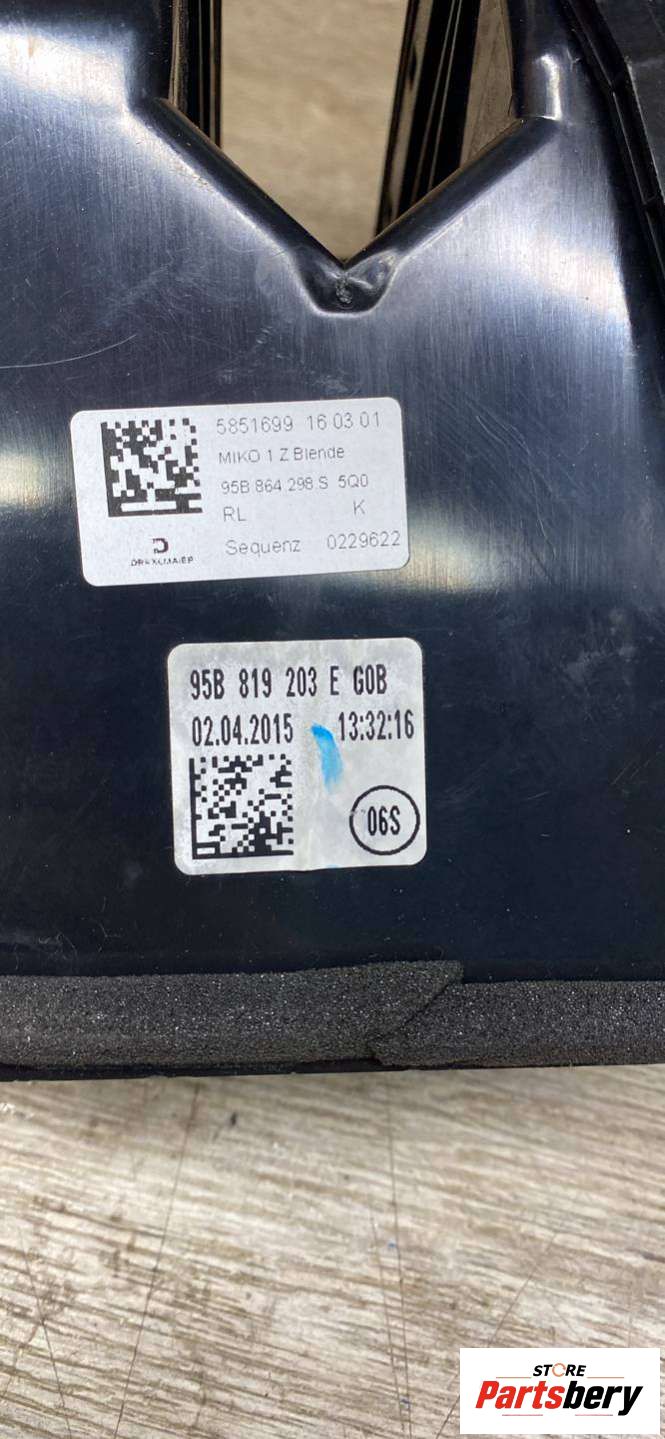 5851699 16 03 01
MIKO 1 Z Blende
95B 864 298 S 5Q0
RL K
DRÄXLMAIER
Sequenz 0229622
95B 819 203 E G0B
02.04.2015 13:32:16
06S
STORE
Partsbery